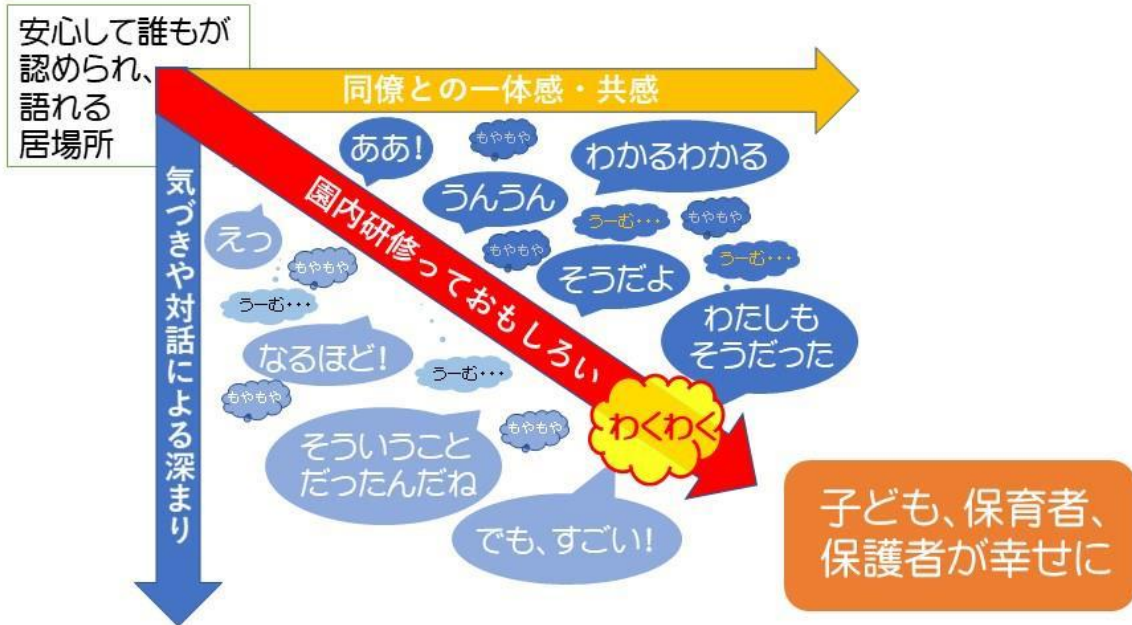 安心して誰もが
認められ、
語れる
居場所
同僚との一体感・共感
気づきや対話による深まり
園内研修っておもしろい
ああ!
もやもや
わかるわかる
うんうん
うーむ・・・
もやもや
えっ
もやもや
もやもや
そうだよ
うーむ・・・
うーむ・・・
わたしも
そうだった
なるほど!
うーむ・・・
もやもや
わくわく
そういうこと
だったんだね
もやもや
でも、すごい!
子ども、保育者、
保護者が幸せに